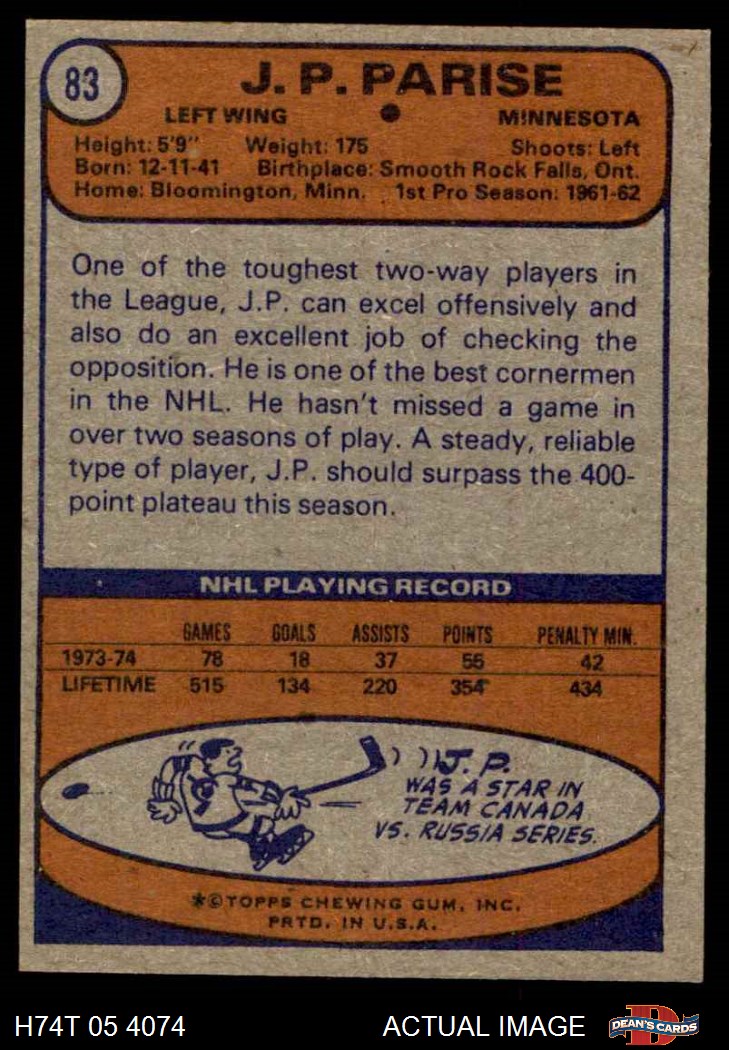 83
J. P. PARISE
LEFT WING MINNESOTA
Height: 5'9" Weight: 175 Shoots: Left
Born: 12-11-41 Birthplace: Smooth Rock Falls, Ont.
Home: Bloomington, Minn. 1st Pro Season: 1961-62
One of the toughest two-way players in
the League, J.P. can excel offensively and
also do an excellent job of checking the
opposition. He is one of the best cornermen
in the NHL. He hasn't missed a game in
over two seasons of play. A steady, reliable
type of player, J.P. should surpass the 400-
point plateau this season.
NHL PLAYING RECORD
GAMES GOALS ASSISTS POINTS PENALTY MIN.
1973-74 78 18 37 55 42
LIFETIME 515 134 220 354 434
J. P.
WAS A STAR IN
TEAM CANADA
VS. RUSSIA SERIES.
*©TOPPS CHEWING GUM, INC.
PRTD. IN U.S.A.
H74T 05 4074 ACTUAL IMAGE DEAN'S CARDS